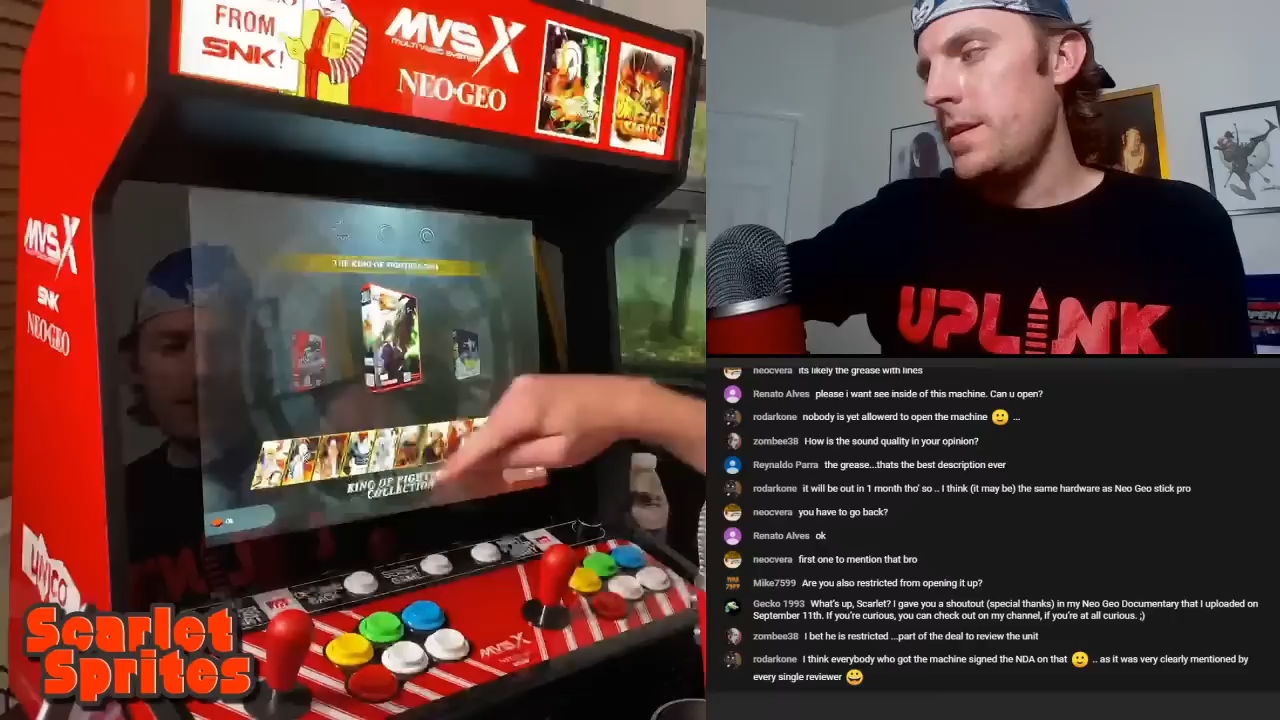 FROM
SNK!
MVSX
MULTI VIDEO SYSTEM
NEO·GEO
MVSX
SNK
NEO·GEO
THE KING OF FIGHTERS
KING OF FIGHT
COLLECTION
UNICO
MVSX
UPLINK
Scarlet
Sprites
neocvera its likely the grease with lines
Renato Alves please i want see inside of this machine. Can u open?
rodarkone nobody is yet allowerd to open the machine 🙂 ...
zombee38 How is the sound quality in your opinion?
Reynaldo Parra the grease...thats the best description ever
rodarkone it will be out in 1 month tho' so .. I think (it may be) the same hardware as Neo Geo stick pro
neocvera you have to go back?
Renato Alves ok
neocvera first one to mention that bro
Mike7599 Are you also restricted from opening it up?
Gecko 1993 What's up, Scarlet? I gave you a shoutout (special thanks) in my Neo Geo Documentary that I uploaded on
September 11th. If you're curious, you can check out on my channel, if you're at all curious. ;)
zombee38 I bet he is restricted ...part of the deal to review the unit
rodarkone I think everybody who got the machine signed the NDA on that 🙂 .. as it was very clearly mentioned by
every single reviewer 😀